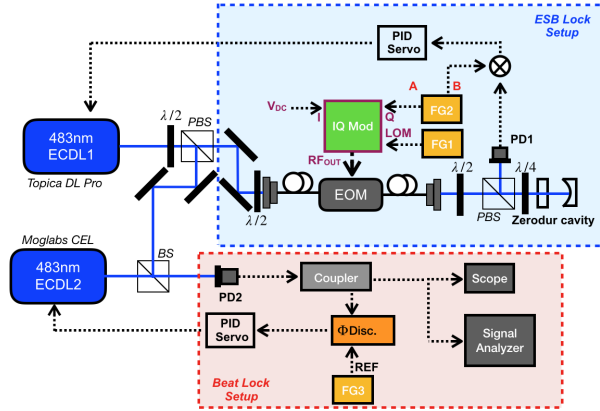 PID
Servo
ESB Lock
Setup
A
B
483nm
ECDL1
Topica DL Pro
λ/2
PBS
V_DC
I
Q
IQ Mod
FG2
LOM
FG1
RF_OUT
PD1
λ/2
EOM
λ/2
λ/4
PBS
Zerodur cavity
Moglabs CEL
483nm
ECDL2
BS
PD2
Coupler
Scope
PID
Servo
ΦDisc.
Signal
Analyzer
REF
FG3
Beat Lock
Setup